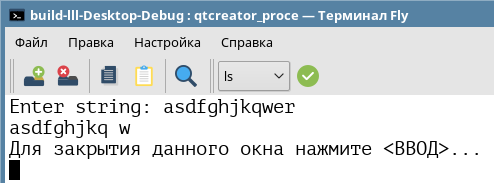 build-lll-Desktop-Debug : qtcreator_proce — Терминал Fly
Файл Правка Настройка Справка
ls
Enter string: asdfghjkqwer
asdfghjkq w
Для закрытия данного окна нажмите <ВВОД>...